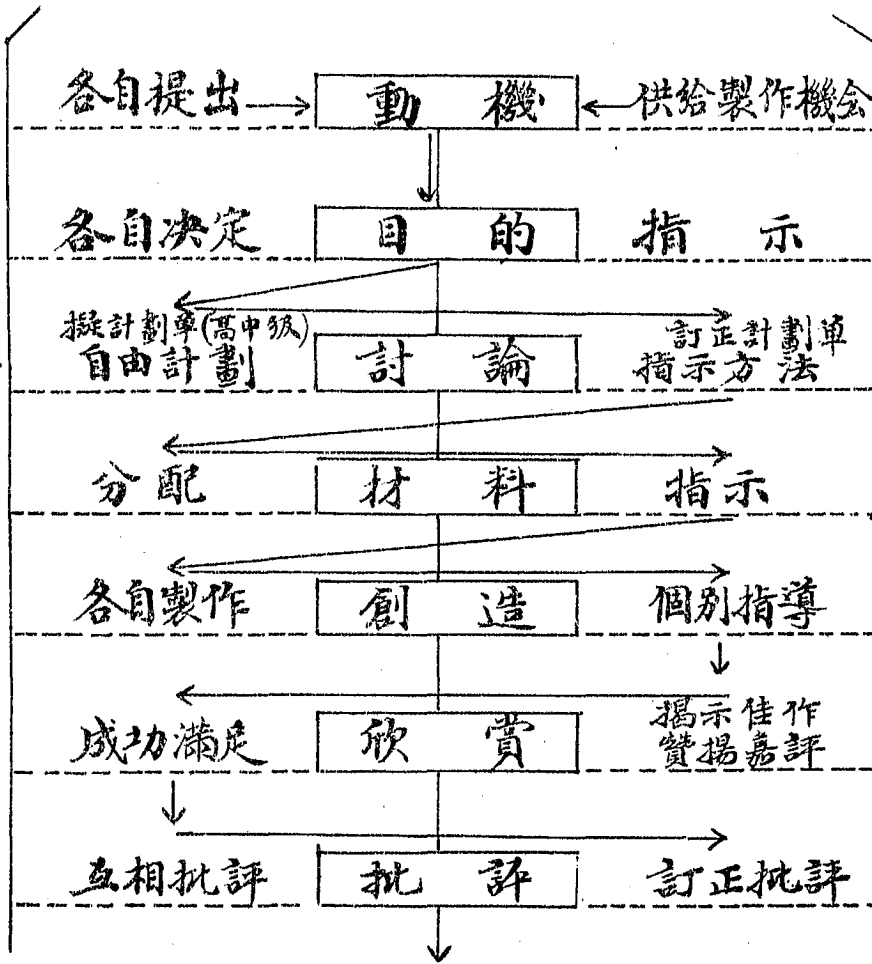 各自提出 動機 供給製作機会
各自决定 目的 指示
擬計劃單(高中級) 訂正計劃單
自由計劃 討論 指示方法
分配 材料 指示
各自製作 創造 個別指導
揭示佳作
成功滿足 欣賞 贊揚嘉評
互相批評 批評 訂正批評